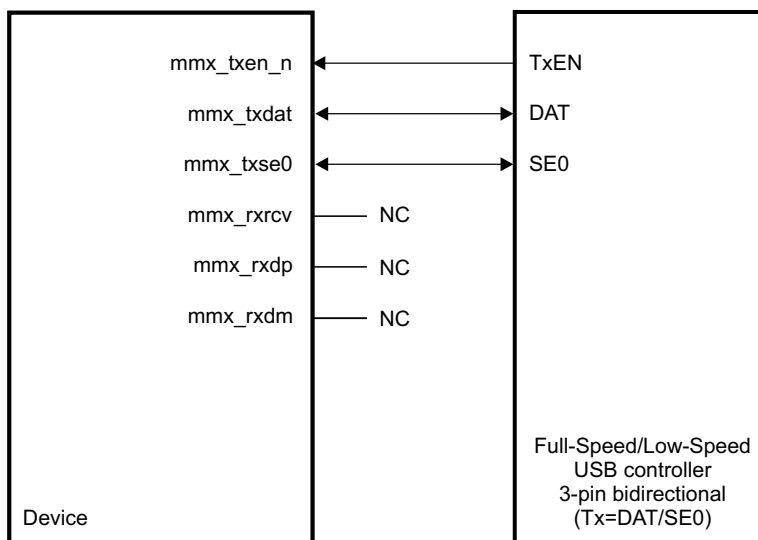 mmx_txen_n TxEN
mmx_txdat DAT
mmx_txse0 SE0
mmx_rxrcv NC
mmx_rxdp NC
mmx_rxdm NC
Full-Speed/Low-Speed
USB controller
3-pin bidirectional
(Tx=DAT/SE0)
Device